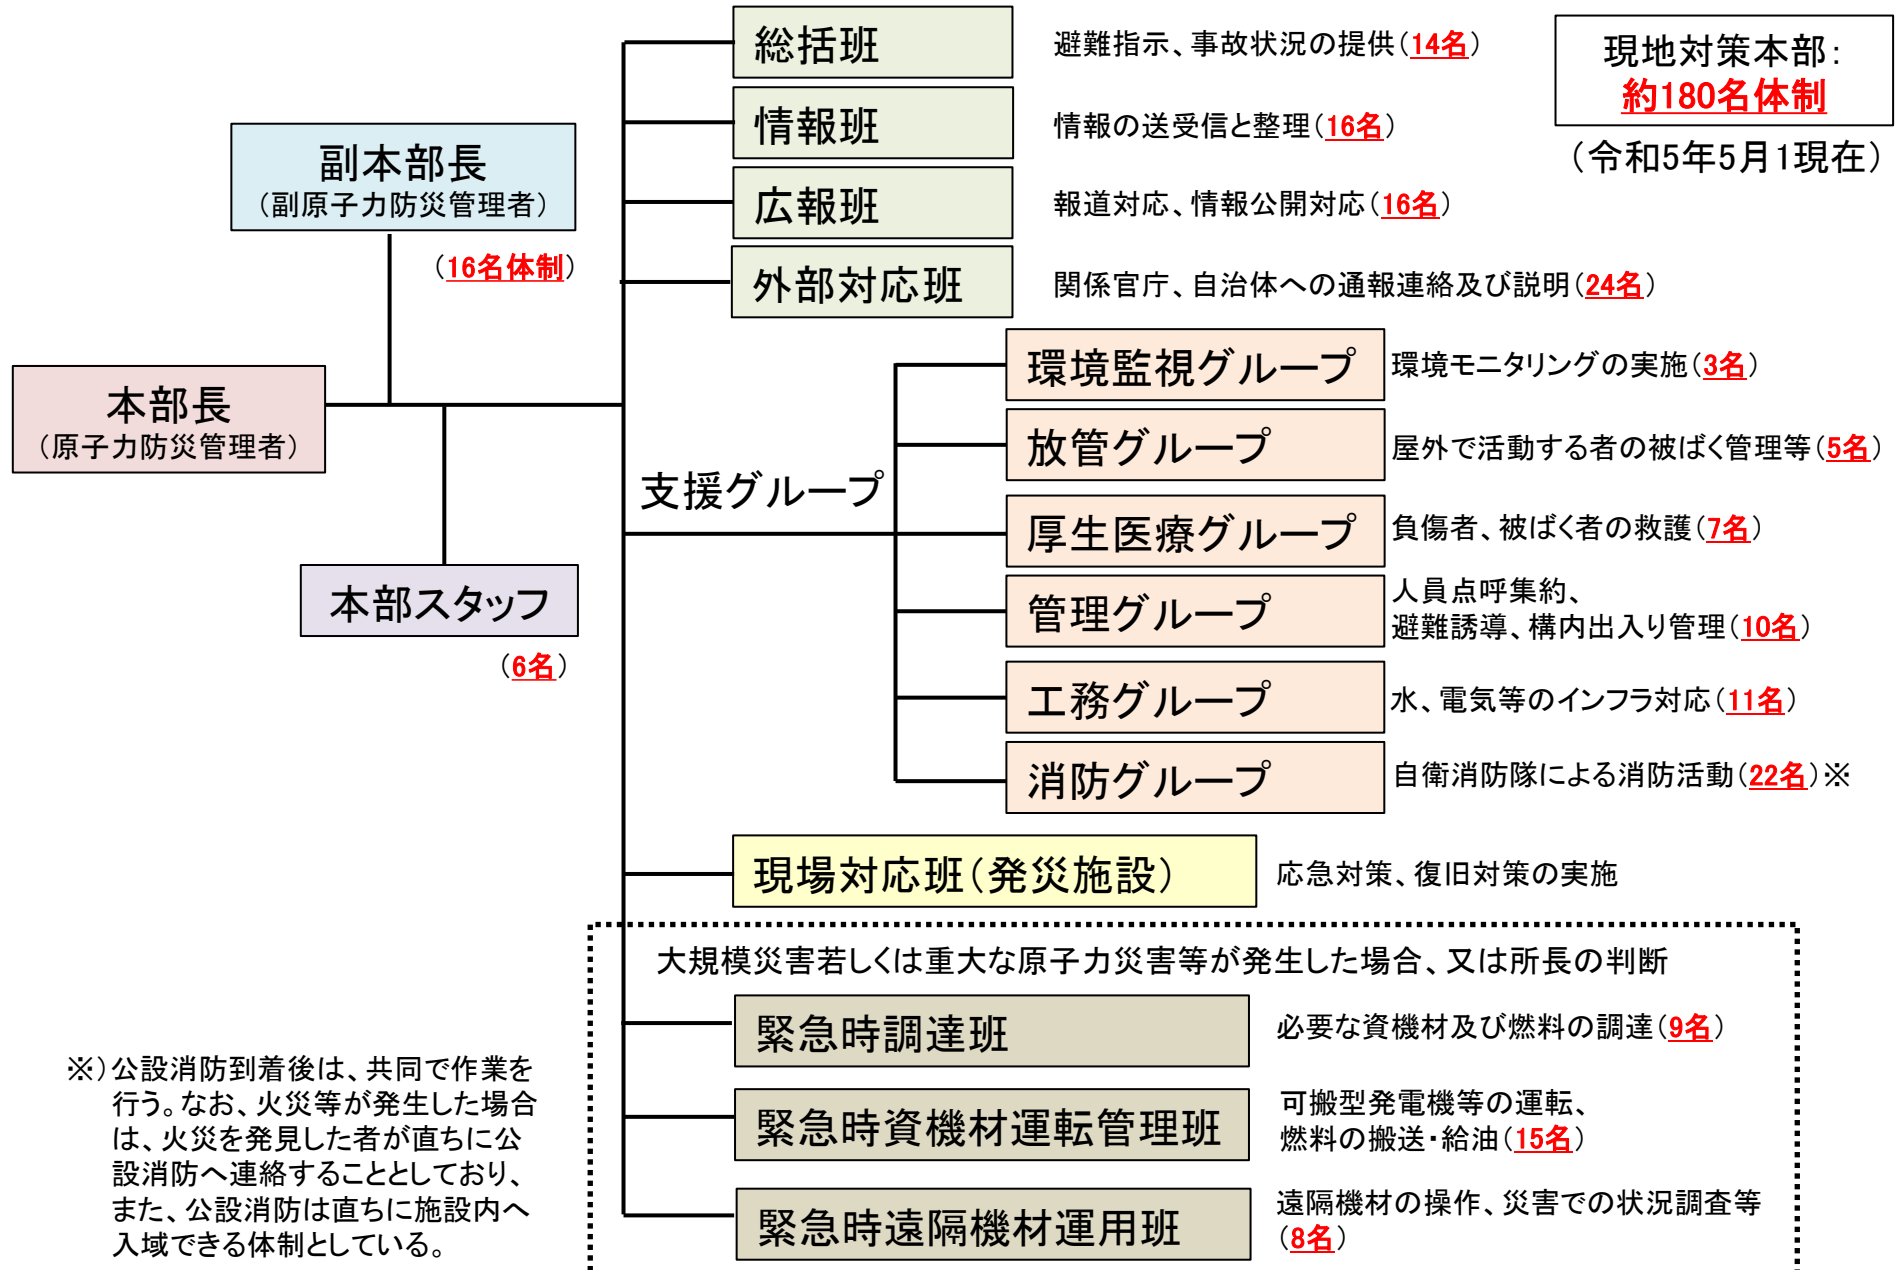 総括班
避難指示、事故状況の提供(14名)
現地対策本部:
約180名体制
(令和5年5月1現在)
情報班
情報の送受信と整理(16名)
副本部長
(副原子力防災管理者)
(16名体制)
広報班
報道対応、情報公開対応(16名)
外部対応班
関係官庁、自治体への通報連絡及び説明(24名)
本部長
(原子力防災管理者)
本部スタッフ
(6名)
支援グループ
環境監視グループ
環境モニタリングの実施(3名)
放管グループ
屋外で活動する者の被ばく管理等(5名)
厚生医療グループ
負傷者、被ばく者の救護(7名)
管理グループ
人員点呼集約、
避難誘導、構内出入り管理(10名)
工務グループ
水、電気等のインフラ対応(11名)
消防グループ
自衛消防隊による消防活動(22名)※
現場対応班(発災施設)
応急対策、復旧対策の実施
大規模災害若しくは重大な原子力災害等が発生した場合、又は所長の判断
緊急時調達班
必要な資機材及び燃料の調達(9名)
緊急時資機材運転管理班
可搬型発電機等の運転、
燃料の搬送・給油(15名)
緊急時遠隔機材運用班
遠隔機材の操作、災害での状況調査等
(8名)
※)公設消防到着後は、共同で作業を
行う。なお、火災等が発生した場合
は、火災を発見した者が直ちに公
設消防へ連絡することとしており、
また、公設消防は直ちに施設内へ
入域できる体制としている。